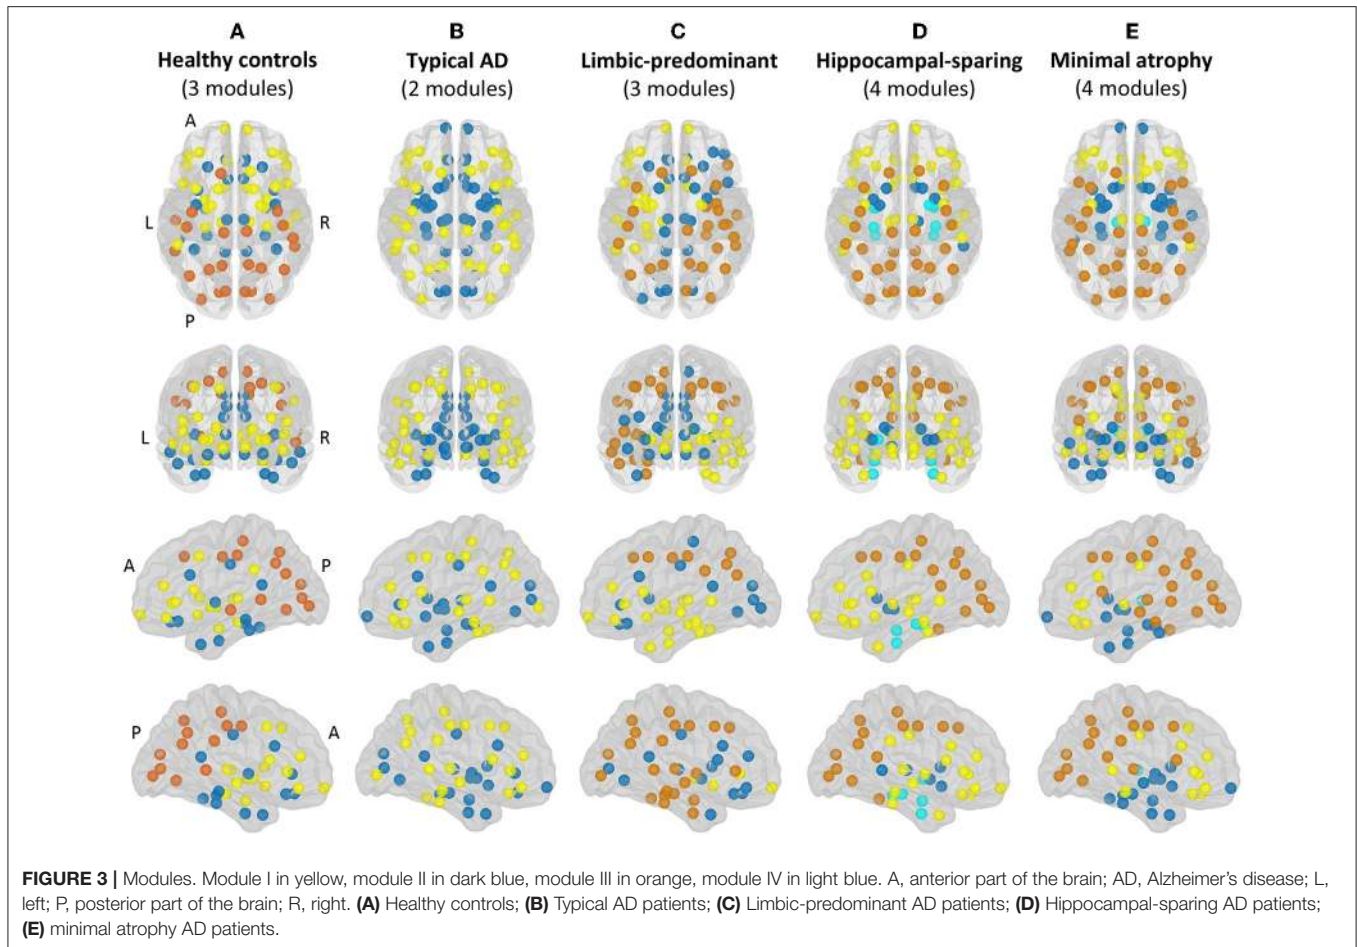 A B C D E
Healthy controls Typical AD Limbic-predominant Hippocampal-sparing Minimal atrophy
(3 modules) (2 modules) (3 modules) (4 modules) (4 modules)
A
L R
P
L R
A P
P A
FIGURE 3 | Modules. Module I in yellow, module II in dark blue, module III in orange, module IV in light blue. A, anterior part of the brain; AD, Alzheimer's disease; L,
left; P, posterior part of the brain; R, right. (A) Healthy controls; (B) Typical AD patients; (C) Limbic-predominant AD patients; (D) Hippocampal-sparing AD patients;
(E) minimal atrophy AD patients.